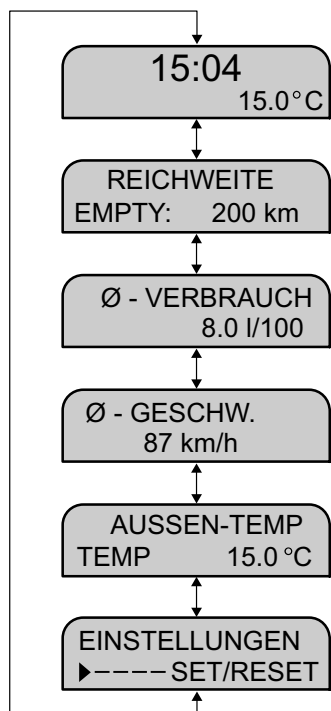 15:04
15.0°C
REICHWEITE
EMPTY: 200 km
Ø - VERBRAUCH
8.0 l/100
Ø - GESCHW.
87 km/h
AUSSEN-TEMP
TEMP 15.0 °C
EINSTELLUNGEN
▶---- SET/RESET